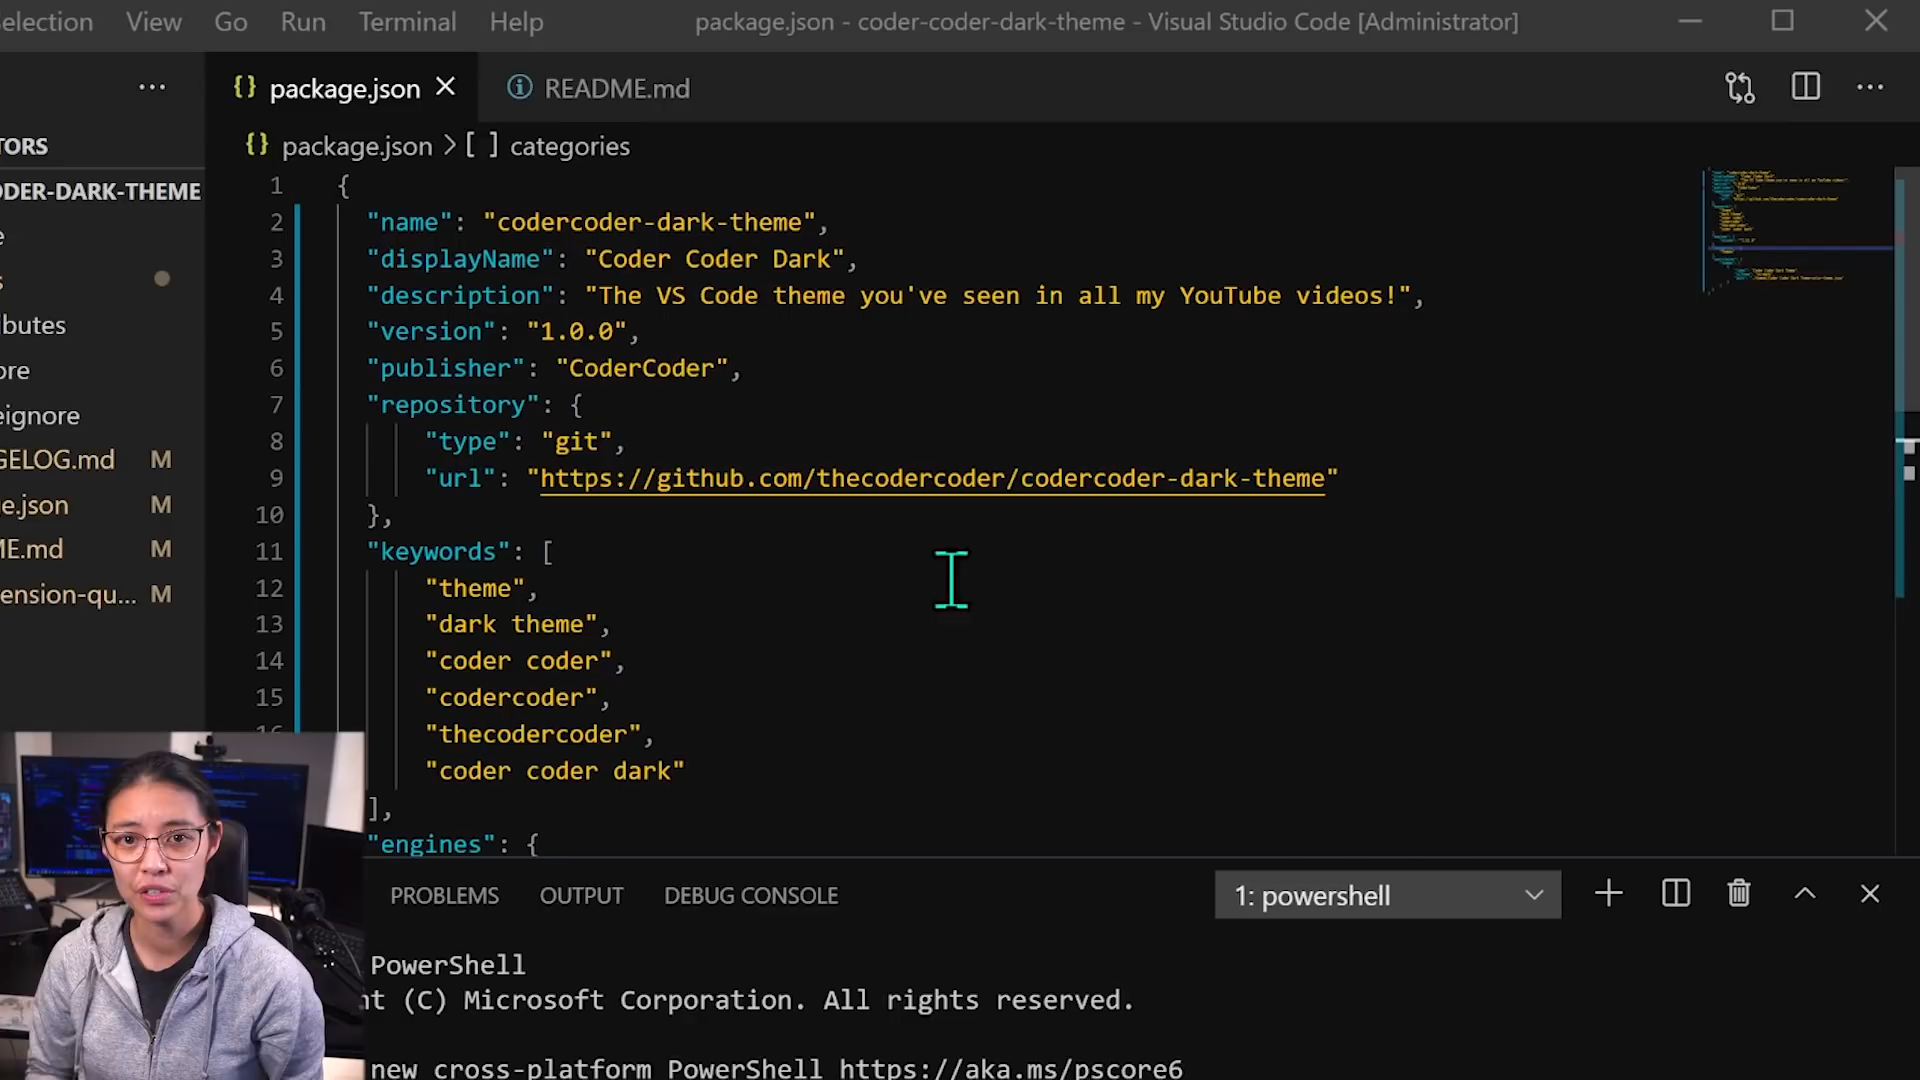 election View Go Run Terminal Help package.json - coder-coder-dark-theme - Visual Studio Code [Administrator]
package.json README.md
TORS
package.json > [ ] categories
ODER-DARK-THEME
ibutes
ore
eignore
GELOG.md M
e.json M
ME.md M
ension-qu... M
1 {
2 "name": "codercoder-dark-theme",
3 "displayName": "Coder Coder Dark",
4 "description": "The VS Code theme you've seen in all my YouTube videos!",
5 "version": "1.0.0",
6 "publisher": "CoderCoder",
7 "repository": {
8 "type": "git",
9 "url": "https://github.com/thecodercoder/codercoder-dark-theme"
10 },
11 "keywords": [
12 "theme",
13 "dark theme",
14 "coder coder",
15 "codercoder",
16 "thecodercoder",
"coder coder dark"
],
"engines": {
PROBLEMS OUTPUT DEBUG CONSOLE 1: powershell
PowerShell
nt (C) Microsoft Corporation. All rights reserved.
new cross-platform PowerShell https://aka.ms/pscore6